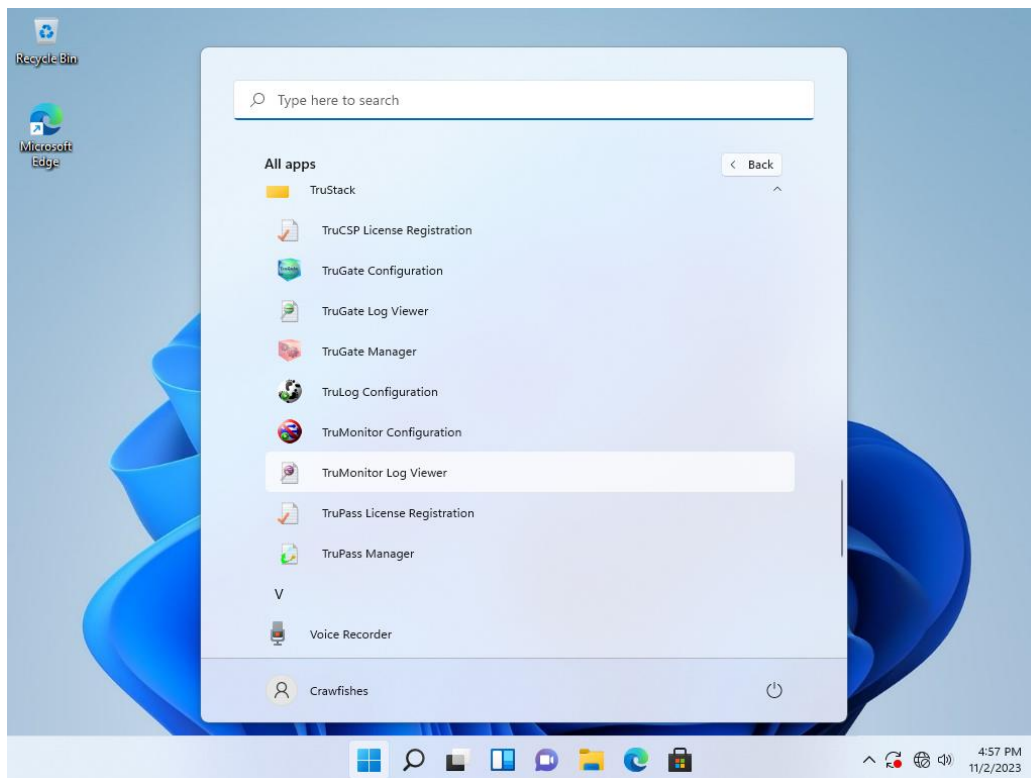 Recycle Bin
Microsoft
Edge
Type here to search
All apps
Back
TruStack
TruCSP License Registration
TruGate Configuration
TruGate Log Viewer
TruGate Manager
TruLog Configuration
TruMonitor Configuration
TruMonitor Log Viewer
TruPass License Registration
TruPass Manager
V
Voice Recorder
Crawfishes
4:57 PM
11/2/2023